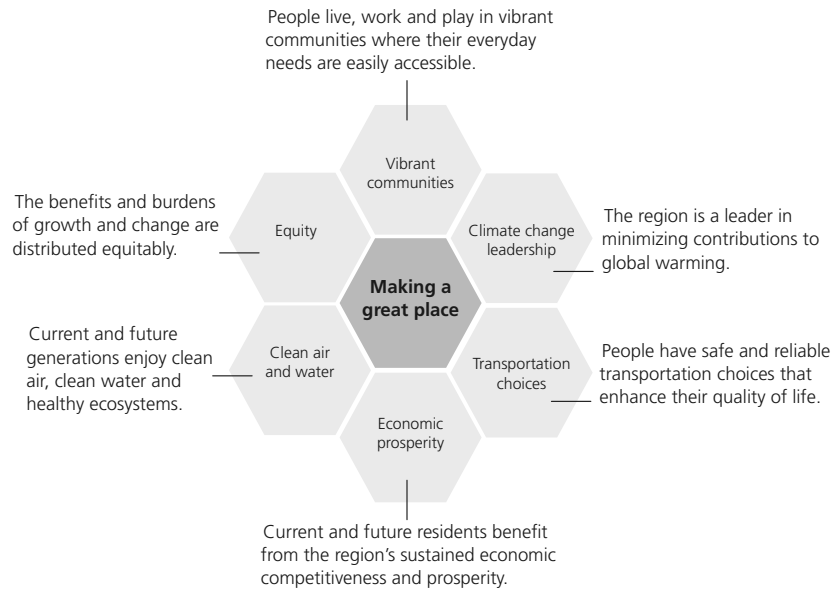 People live, work and play in vibrant
communities where their everyday
needs are easily accessible.
Vibrant
communities
The benefits and burdens
of growth and change are
distributed equitably.
Equity
Climate change
leadership
The region is a leader in
minimizing contributions to
global warming.
Making a
great place
Current and future
generations enjoy clean
air, clean water and
healthy ecosystems.
Clean air
and water
Transportation
choices
People have safe and reliable
transportation choices that
enhance their quality of life.
Economic
prosperity
Current and future residents benefit
from the region’s sustained economic
competitiveness and prosperity.